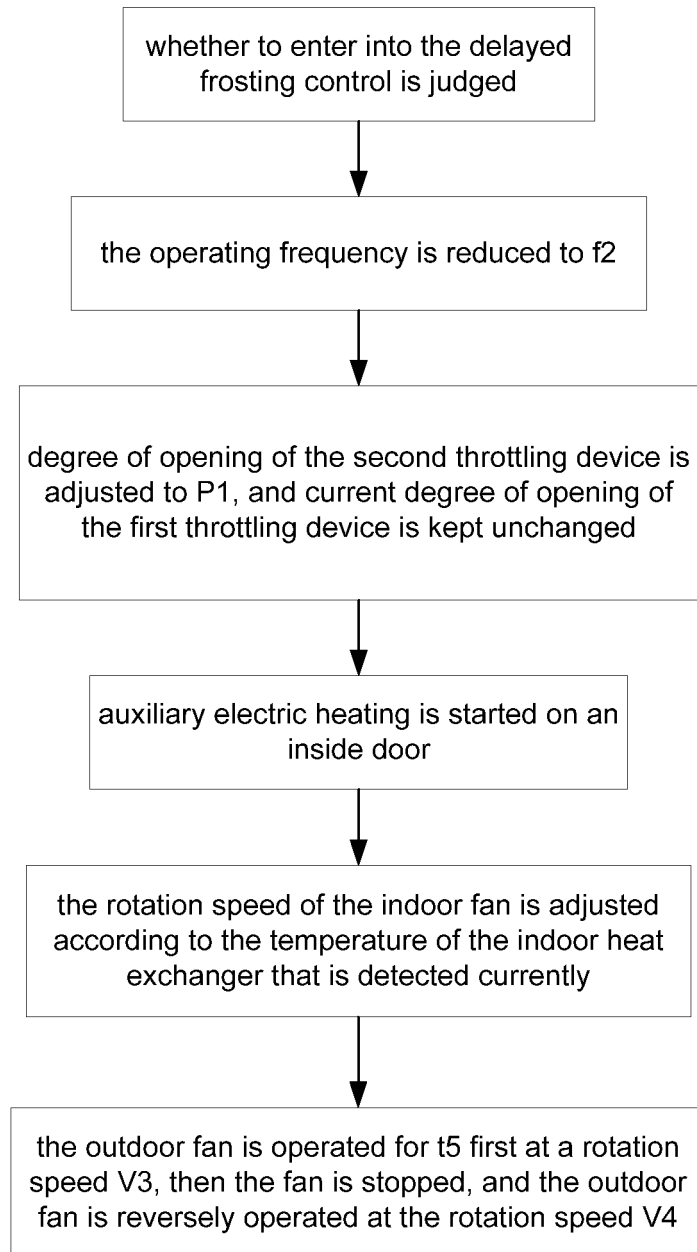 whether to enter into the delayed
frosting control is judged
the operating frequency is reduced to f2
degree of opening of the second throttling device is
adjusted to P1, and current degree of opening of
the first throttling device is kept unchanged
auxiliary electric heating is started on an
inside door
the rotation speed of the indoor fan is adjusted
according to the temperature of the indoor heat
exchanger that is detected currently
the outdoor fan is operated for t5 first at a rotation
speed V3, then the fan is stopped, and the outdoor
fan is reversely operated at the rotation speed V4